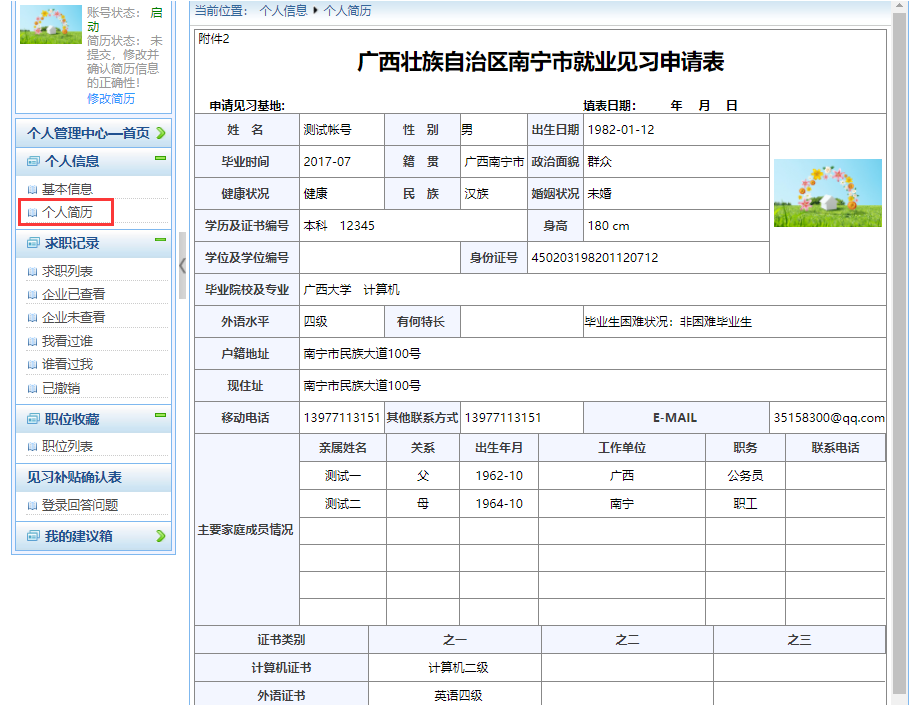 账号状态： 启
动
简历状态： 未
提交，修改并
确认简历信息
的正确性！
修改简历
个人管理中心—首页
个人信息
基本信息
个人简历
求职记录
求职列表
企业已查看
企业未查看
我看过谁
谁看过我
已撤销
职位收藏
职位列表
见习补贴确认表
登录回答问题
我的建议箱
当前位置： 个人信息 个人简历
附件2
广西壮族自治区南宁市就业见习申请表
申请见习基地: 填表日期： 年 月 日
姓 名 测试帐号 性 别 男 出生日期 1982-01-12
毕业时间 2017-07 籍 贯 广西南宁市 政治面貌 群众
健康状况 健康 民 族 汉族 婚姻状况 未婚
学历及证书编号 本科 12345 身高 180 cm
学位及学位编号 身份证号 450203198201120712
毕业院校及专业 广西大学 计算机
外语水平 四级 有何特长 毕业生困难状况：非困难毕业生
户籍地址 南宁市民族大道100号
现住址 南宁市民族大道100号
移动电话 13977113151 其他联系方式 13977113151 E-MAIL 35158300@qq.com
主要家庭成员情况
亲属姓名 关系 出生年月 工作单位 职务 联系电话
测试一 父 1962-10 广西 公务员
测试二 母 1964-10 南宁 职工
证书类别 之一 之二 之三
计算机证书 计算机二级
外语证书 英语四级